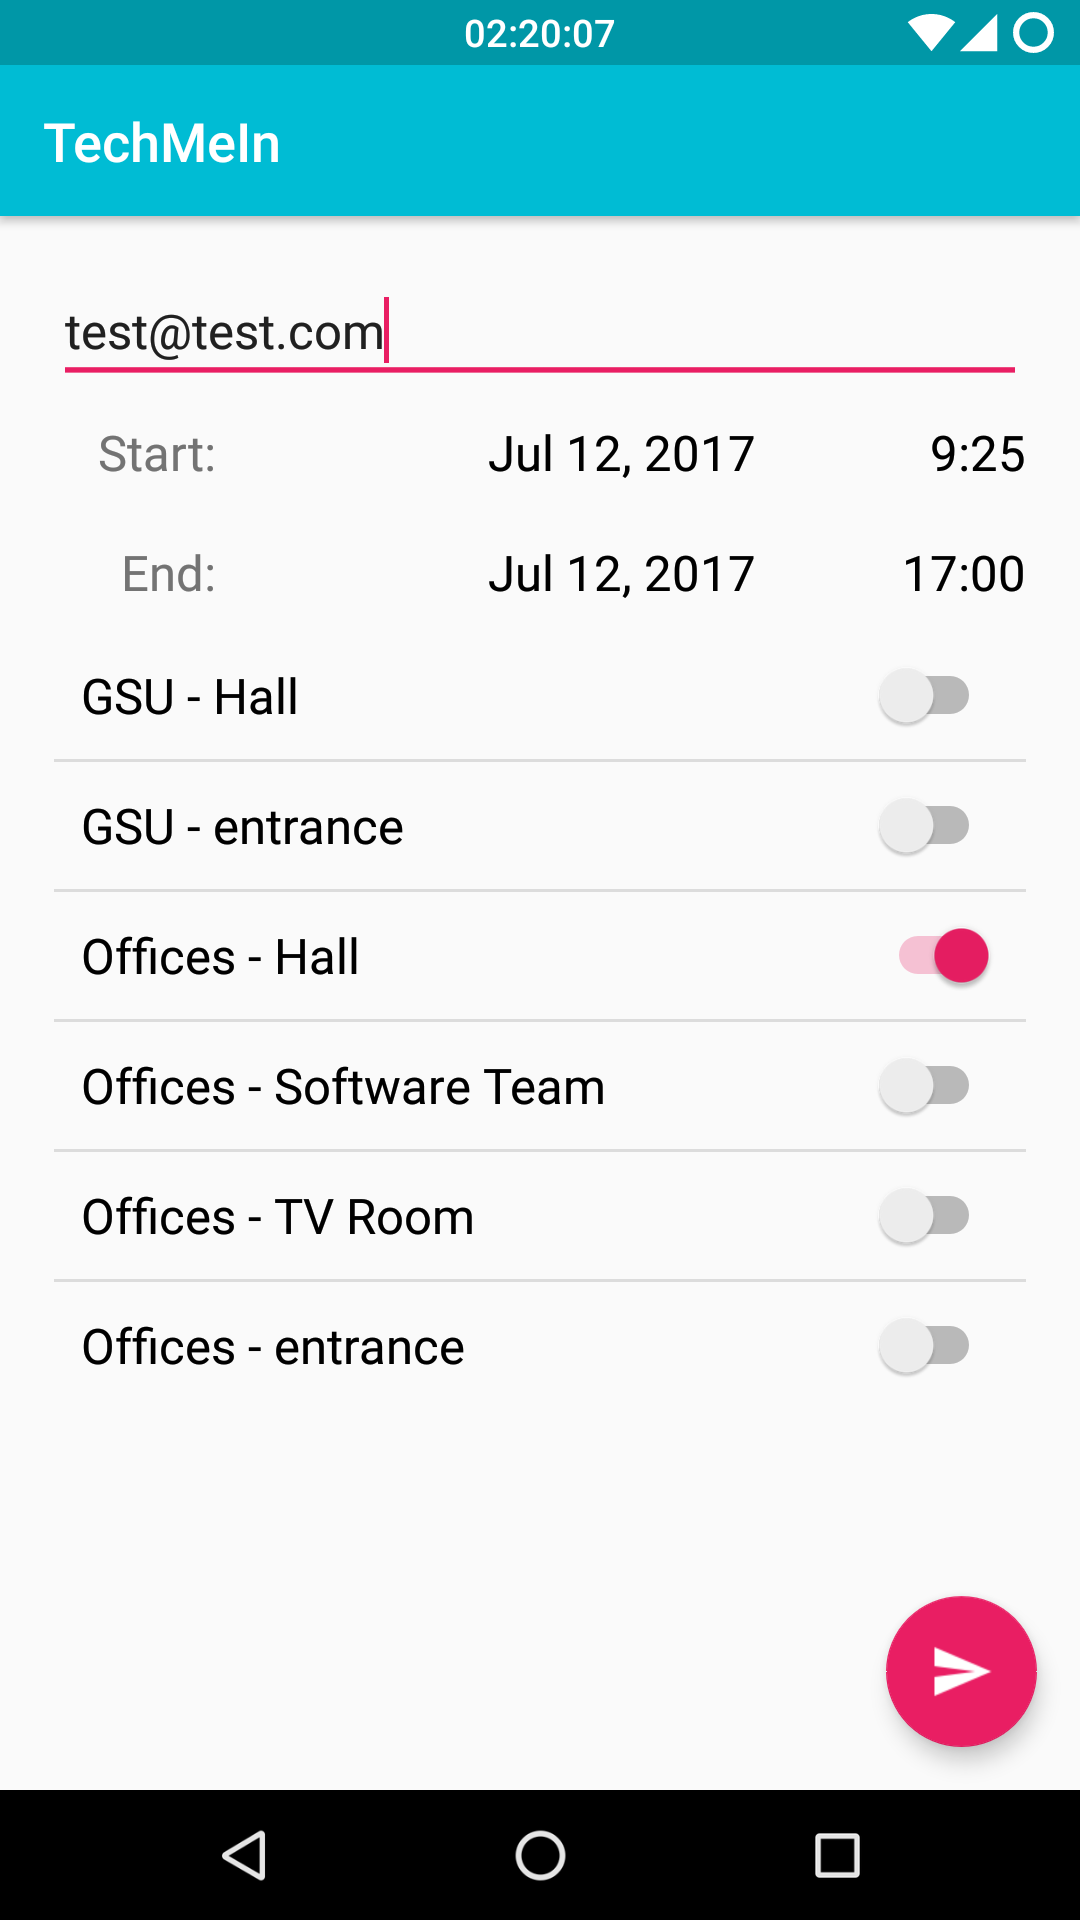 02:20:07
TechMeIn
test@test.com
Start: Jul 12, 2017 9:25
End: Jul 12, 2017 17:00
GSU - Hall
GSU - entrance
Offices - Hall
Offices - Software Team
Offices - TV Room
Offices - entrance